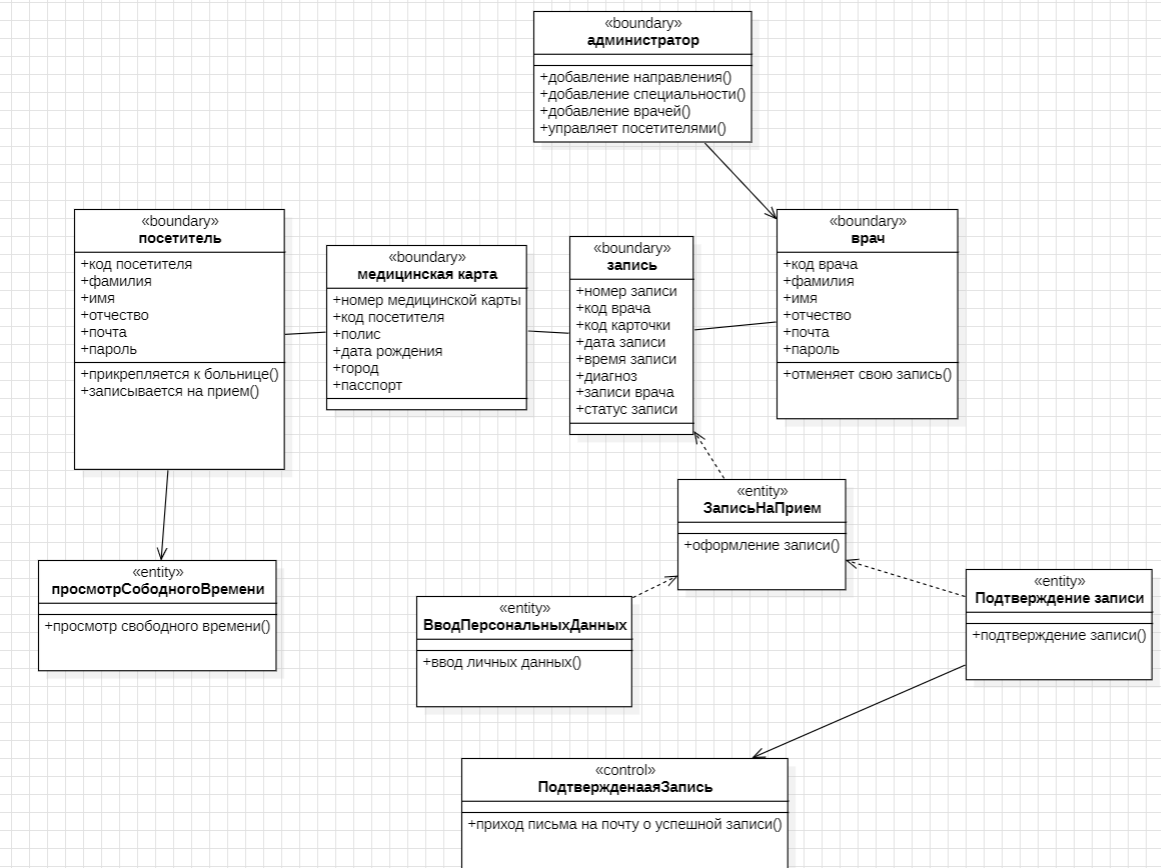 «boundary»
администратор
+добавление направления()
+добавление специальности()
+добавление врачей()
+управляет посетителями()
«boundary»
посетитель
+код посетителя
+фамилия
+имя
+отчество
+почта
+пароль
+прикрепляется к больнице()
+записывается на прием()
«boundary»
медицинская карта
+номер медицинской карты
+код посетителя
+полис
+дата рождения
+город
+пасспорт
«boundary»
запись
+номер записи
+код врача
+код карточки
+дата записи
+время записи
+диагноз
+записи врача
+статус записи
«boundary»
врач
+код врача
+фамилия
+имя
+отчество
+почта
+пароль
+отменяет свою запись()
«entity»
ЗаписьНаПрием
+оформление записи()
«entity»
просмотрСободногоВремени
+просмотр свободного времени()
«entity»
ВводПерсональныхДанных
+ввод личных данных()
«entity»
Подтверждение записи
+подтверждение записи()
«control»
ПодтвержденааяЗапись
+приход письма на почту о успешной записи()